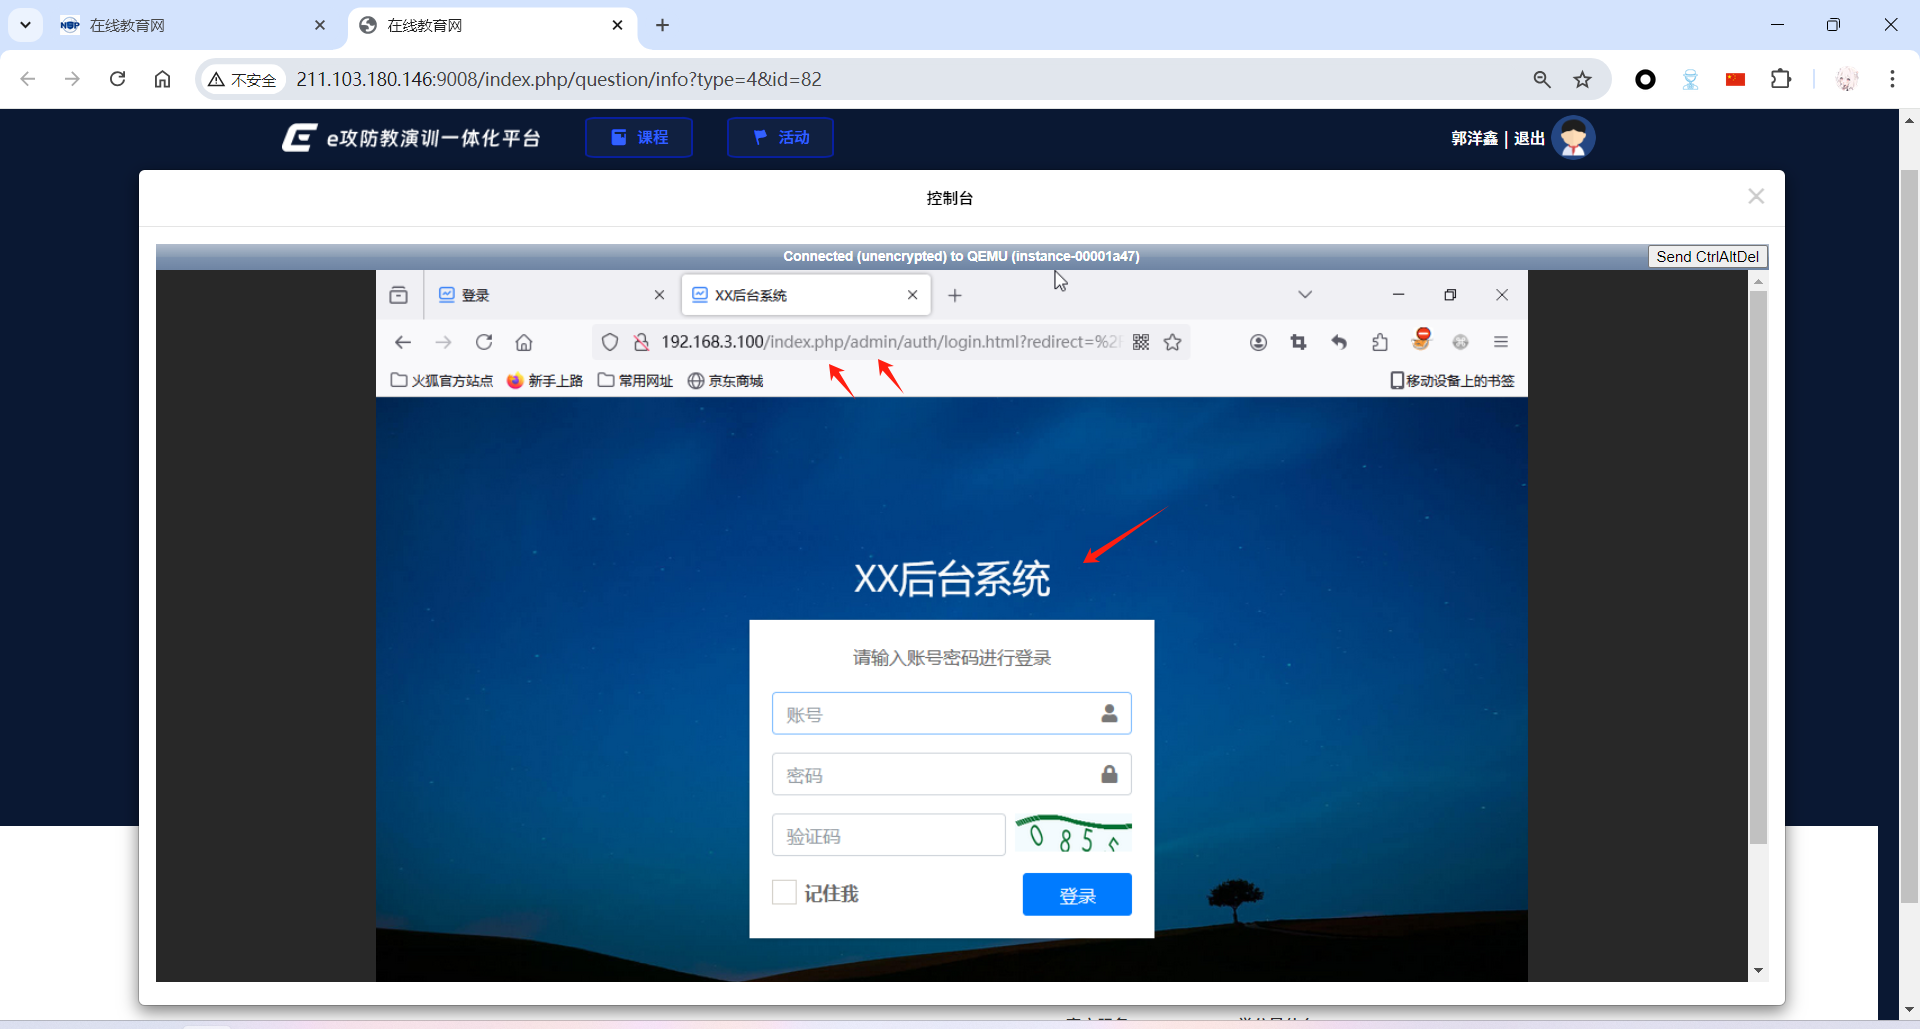 在线教育网
在线教育网
不安全
211.103.180.146:9008/index.php/question/info?type=4&id=82
e攻防教演训一体化平台
课程
活动
郭洋鑫 | 退出
控制台
Connected (unencrypted) to QEMU (instance-00001a47)
Send CtrlAltDel
登录
XX后台系统
192.168.3.100/index.php/admin/auth/login.html?redirect=%2F
火狐官方站点
新手上路
常用网址
京东商城
移动设备上的书签
XX后台系统
请输入账号密码进行登录
账号
密码
验证码
085
记住我
登录